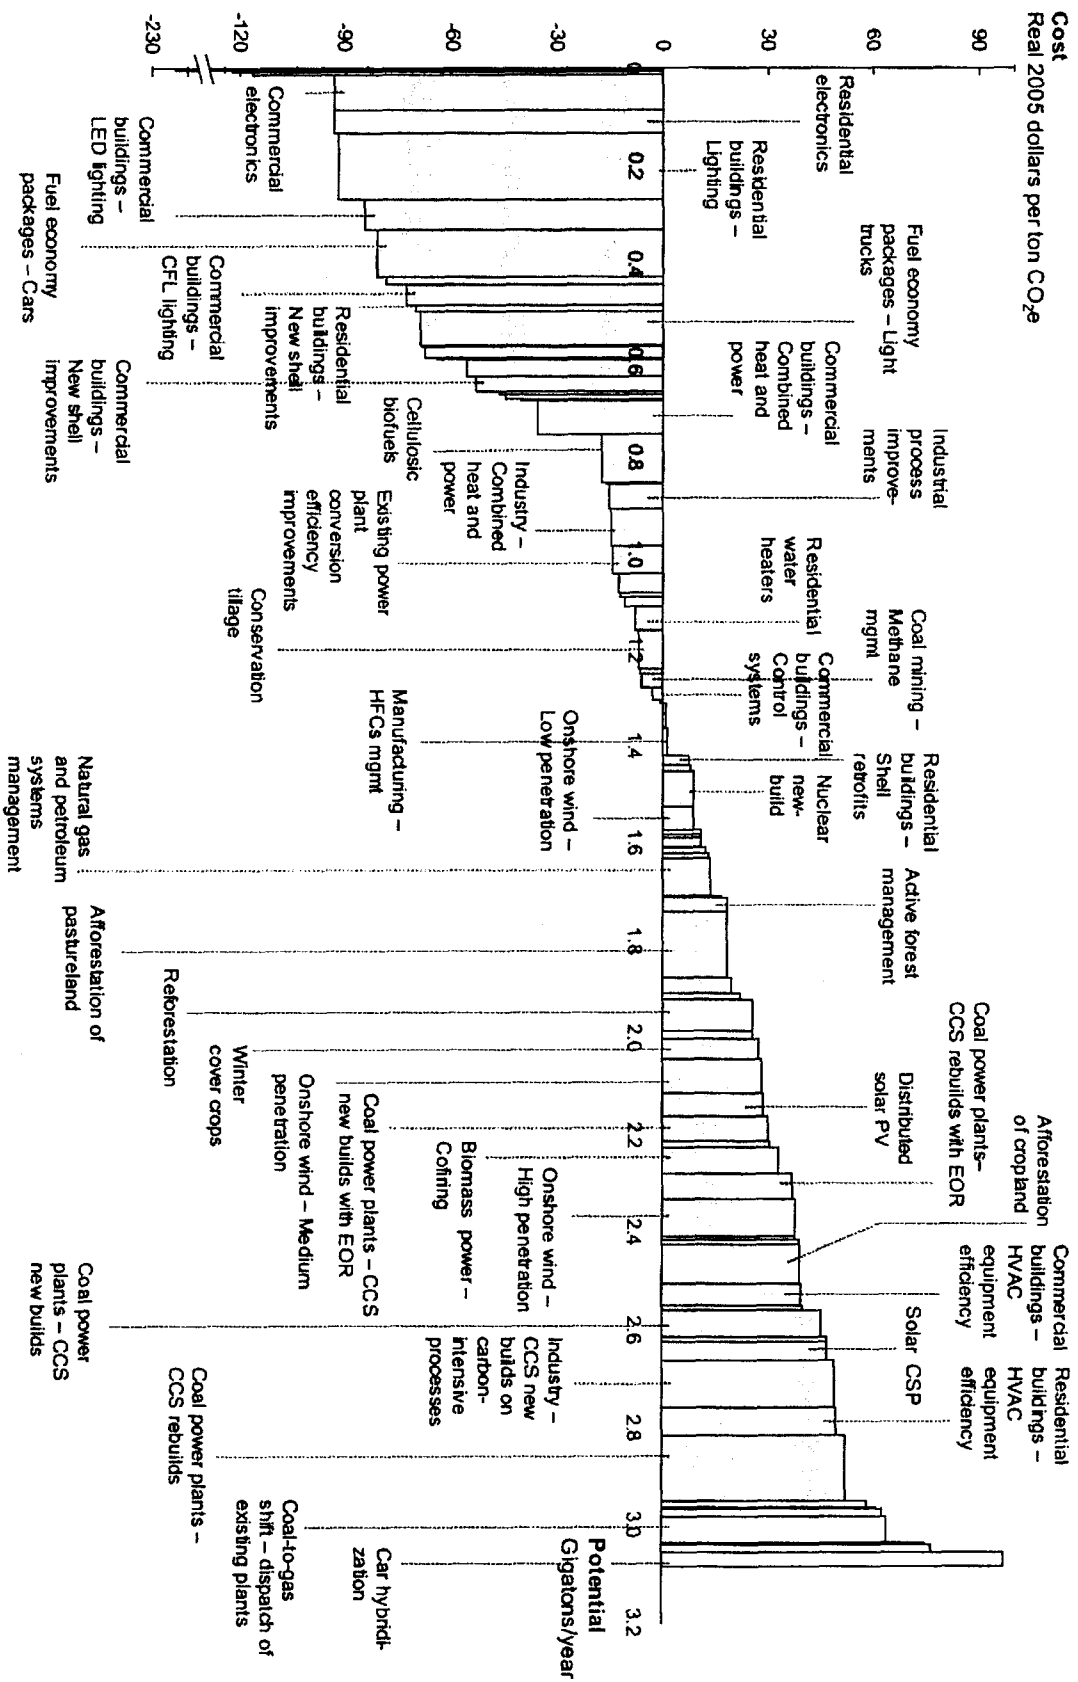 Cost
Real 2005 dollars per ton CO2e
90
60
30
0
-30
-60
-90
-120
-230
Residential
electronics
Residential
buildings –
Lighting
Fuel economy
packages – Light
trucks
Commercial
buildings –
Combined
heat and
power
Industrial
process
improve-
ments
Residential
water
heaters
Coal mining –
Methane
mgmt
Commercial
buildings –
Control
systems
Residential
buildings –
Shell
retrofits
Nuclear
new-
build
Active forest
management
Coal power plants–
CCS rebuilds with EOR
Distributed
solar PV
Afforestation
of cropland
Commercial
buildings –
HVAC
equipment
efficiency
Solar CSP
Residential
buildings –
HVAC
equipment
efficiency
0
0.2
0.4
0.6
0.8
1.0
1.2
1.4
1.6
1.8
2.0
2.2
2.4
2.6
2.8
3.0
3.2
Potential
Gigatons/year
Commercial
electronics
Commercial
buildings –
LED lighting
Fuel economy
packages – Cars
Commercial
buildings –
CFL lighting
Residential
buildings –
New shell
improvements
Commercial
buildings –
New shell
improvements
Cellulosic
biofuels
Industry –
Combined
heat and
power
Existing power
plant
conversion
efficiency
improvements
Conservation
tillage
Manufacturing –
HFCs mgmt
Onshore wind –
Low penetration
Natural gas
and petroleum
systems
management
Afforestation of
pastureland
Reforestation
Winter
cover crops
Onshore wind – Medium
penetration
Coal power plants – CCS
new builds with EOR
Biomass power –
Cofiring
Onshore wind –
High penetration
Coal power
plants – CCS
new builds
Industry –
CCS new
builds on
carbon-
intensive
processes
Coal power plants –
CCS rebuilds
Coal-to-gas
shift – dispatch of
existing plants
Car hybridi-
zation